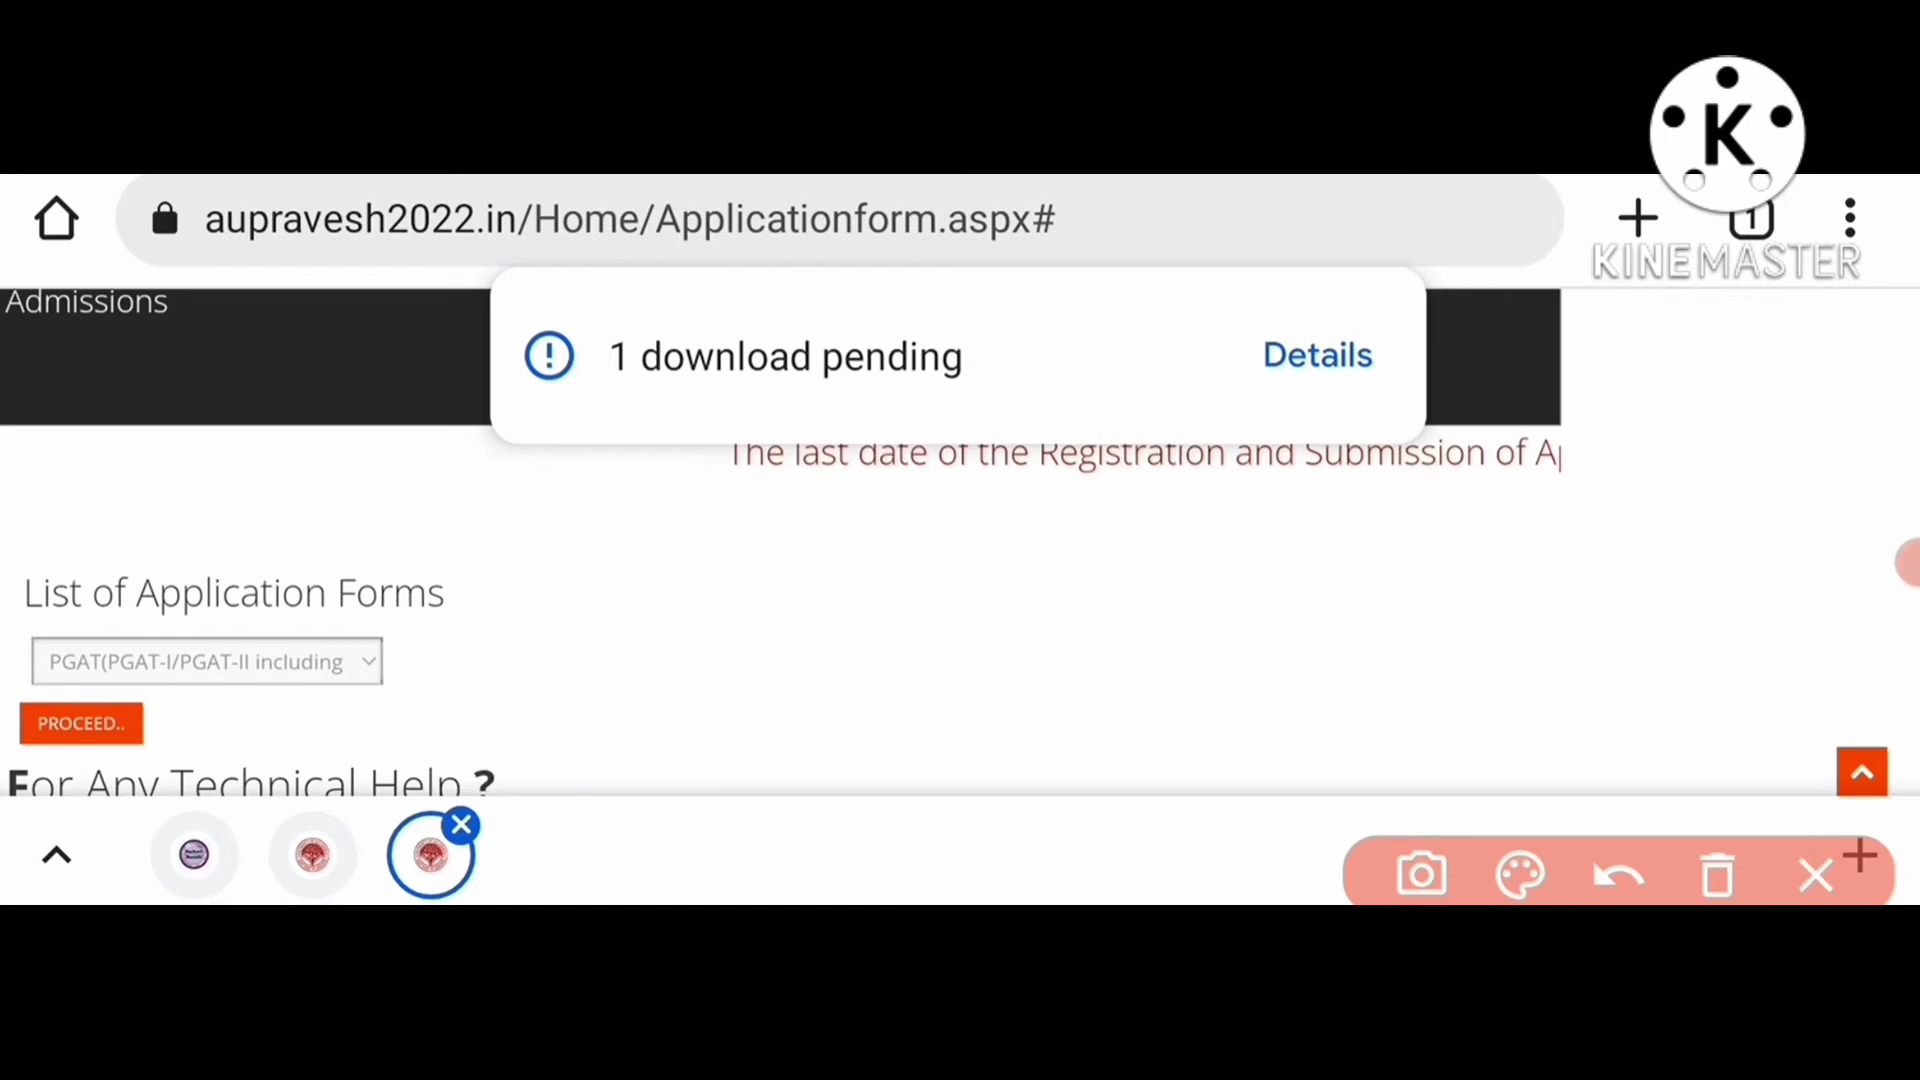 K
KINEMASTER
aupravesh2022.in/Home/Applicationform.aspx#
1
Admissions
1 download pending
Details
The last date of the Registration and Submission of
List of Application Forms
PGAT(PGAT-I/PGAT-II including
PROCEED..
For Any Technical Help ?